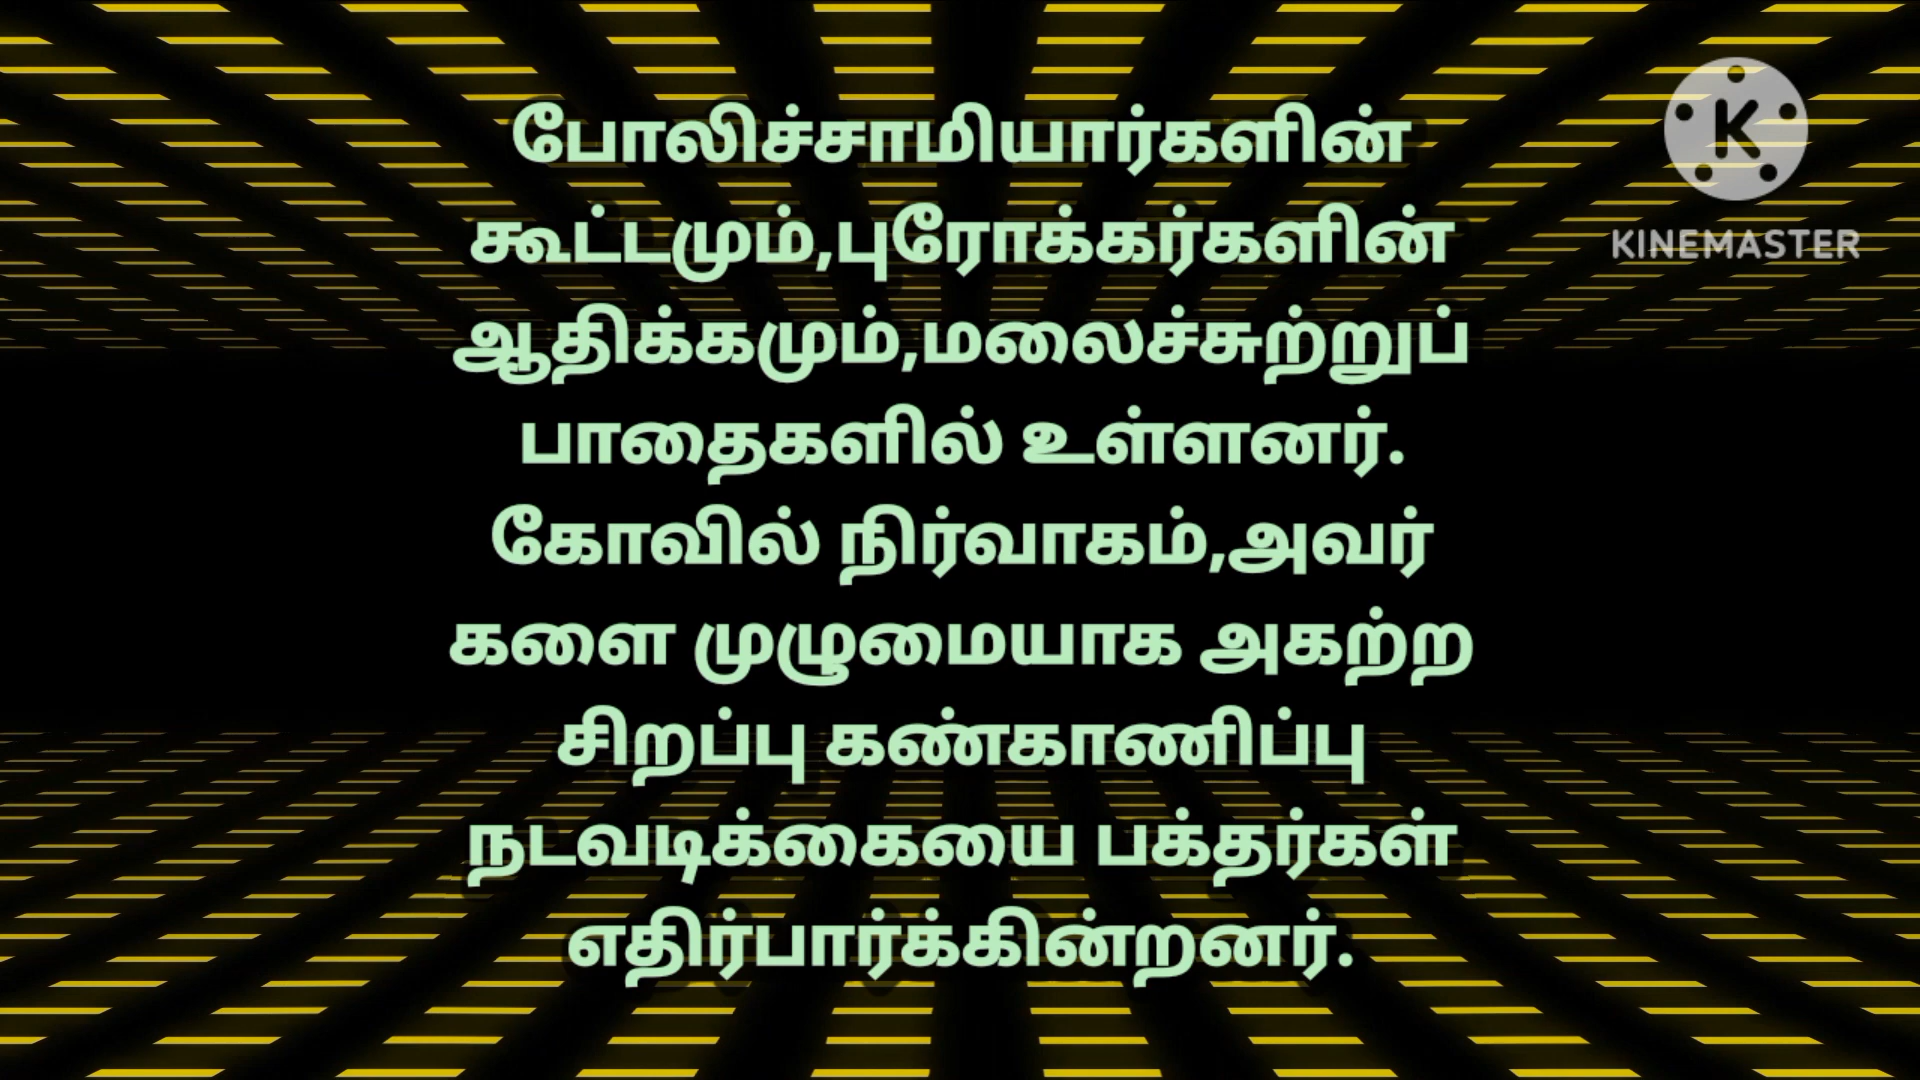 போலிச்சாமியார்களின்
கூட்டமும்,புரோக்கர்களின்
ஆதிக்கமும்,மலைச்சுற்றுப்
பாதைகளில் உள்ளனர்.
கோவில் நிர்வாகம்,அவர்
களை முழுமையாக அகற்ற
சிறப்பு கண்காணிப்பு
நடவடிக்கையை பக்தர்கள்
எதிர்பார்க்கின்றனர்.
K
KINEMASTER